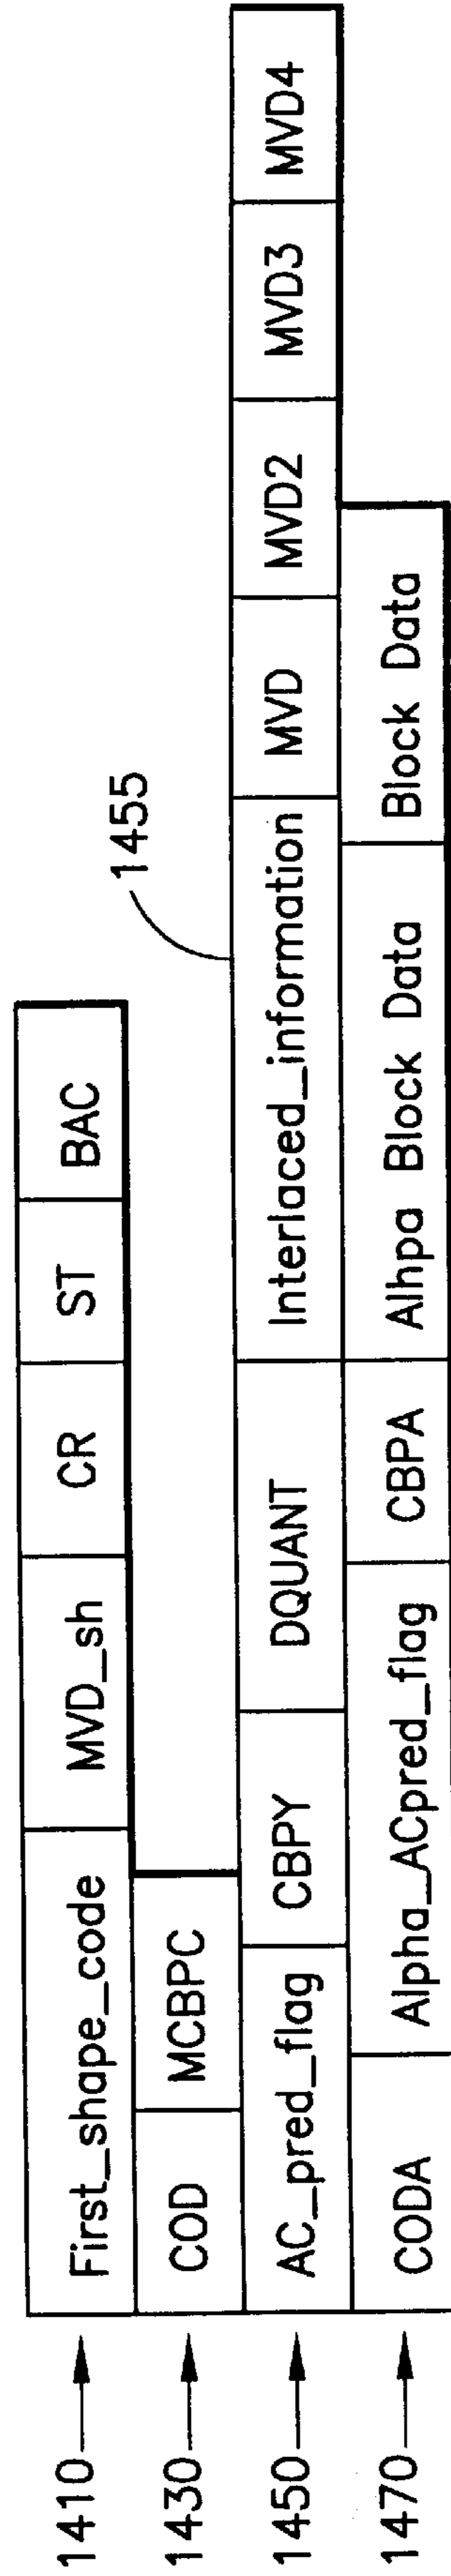 1410 First_shape_code MVD_sh CR ST BAC
1430 COD MCBPC
1455
1450 AC_pred_flag CBPY DQUANT Interlaced_information MVD MVD2 MVD3 MVD4
1470 CODA Alpha_ACpred_flag CBPA Alhpa Block Data Block Data